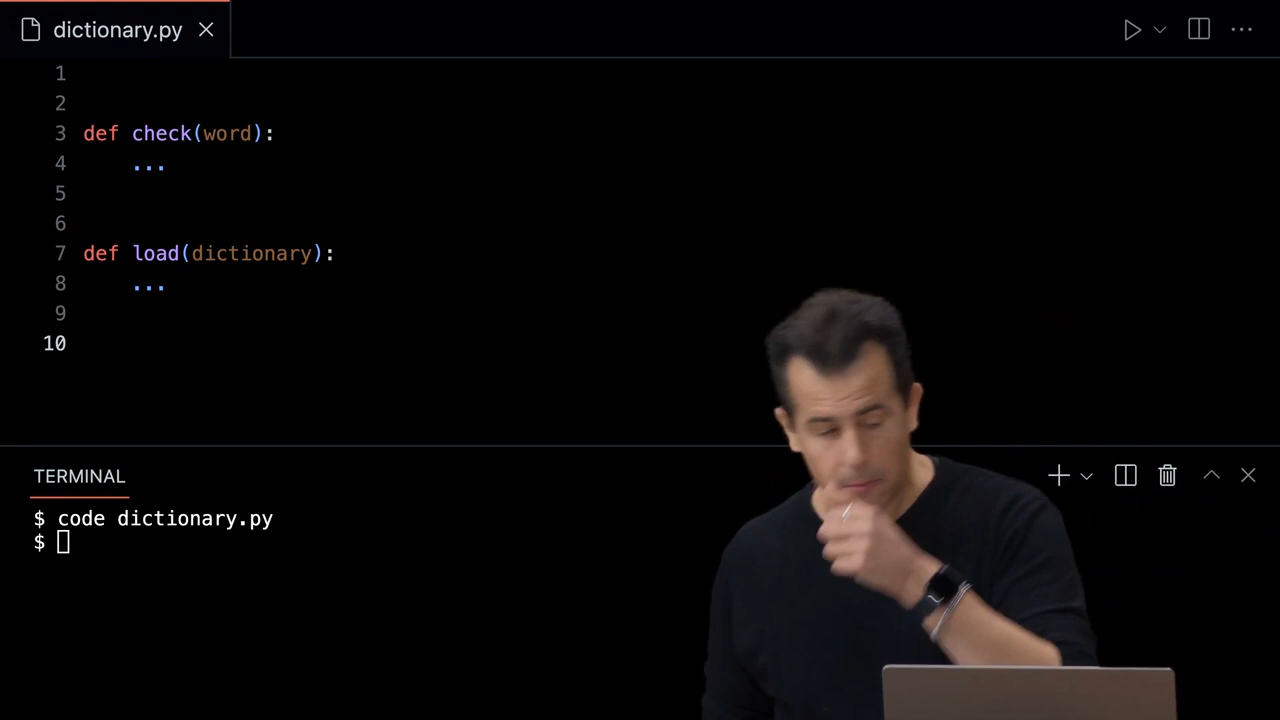 dictionary.py
1
2
3 def check(word):
4 ...
5
6
7 def load(dictionary):
8 ...
9
10
TERMINAL
$ code dictionary.py
$